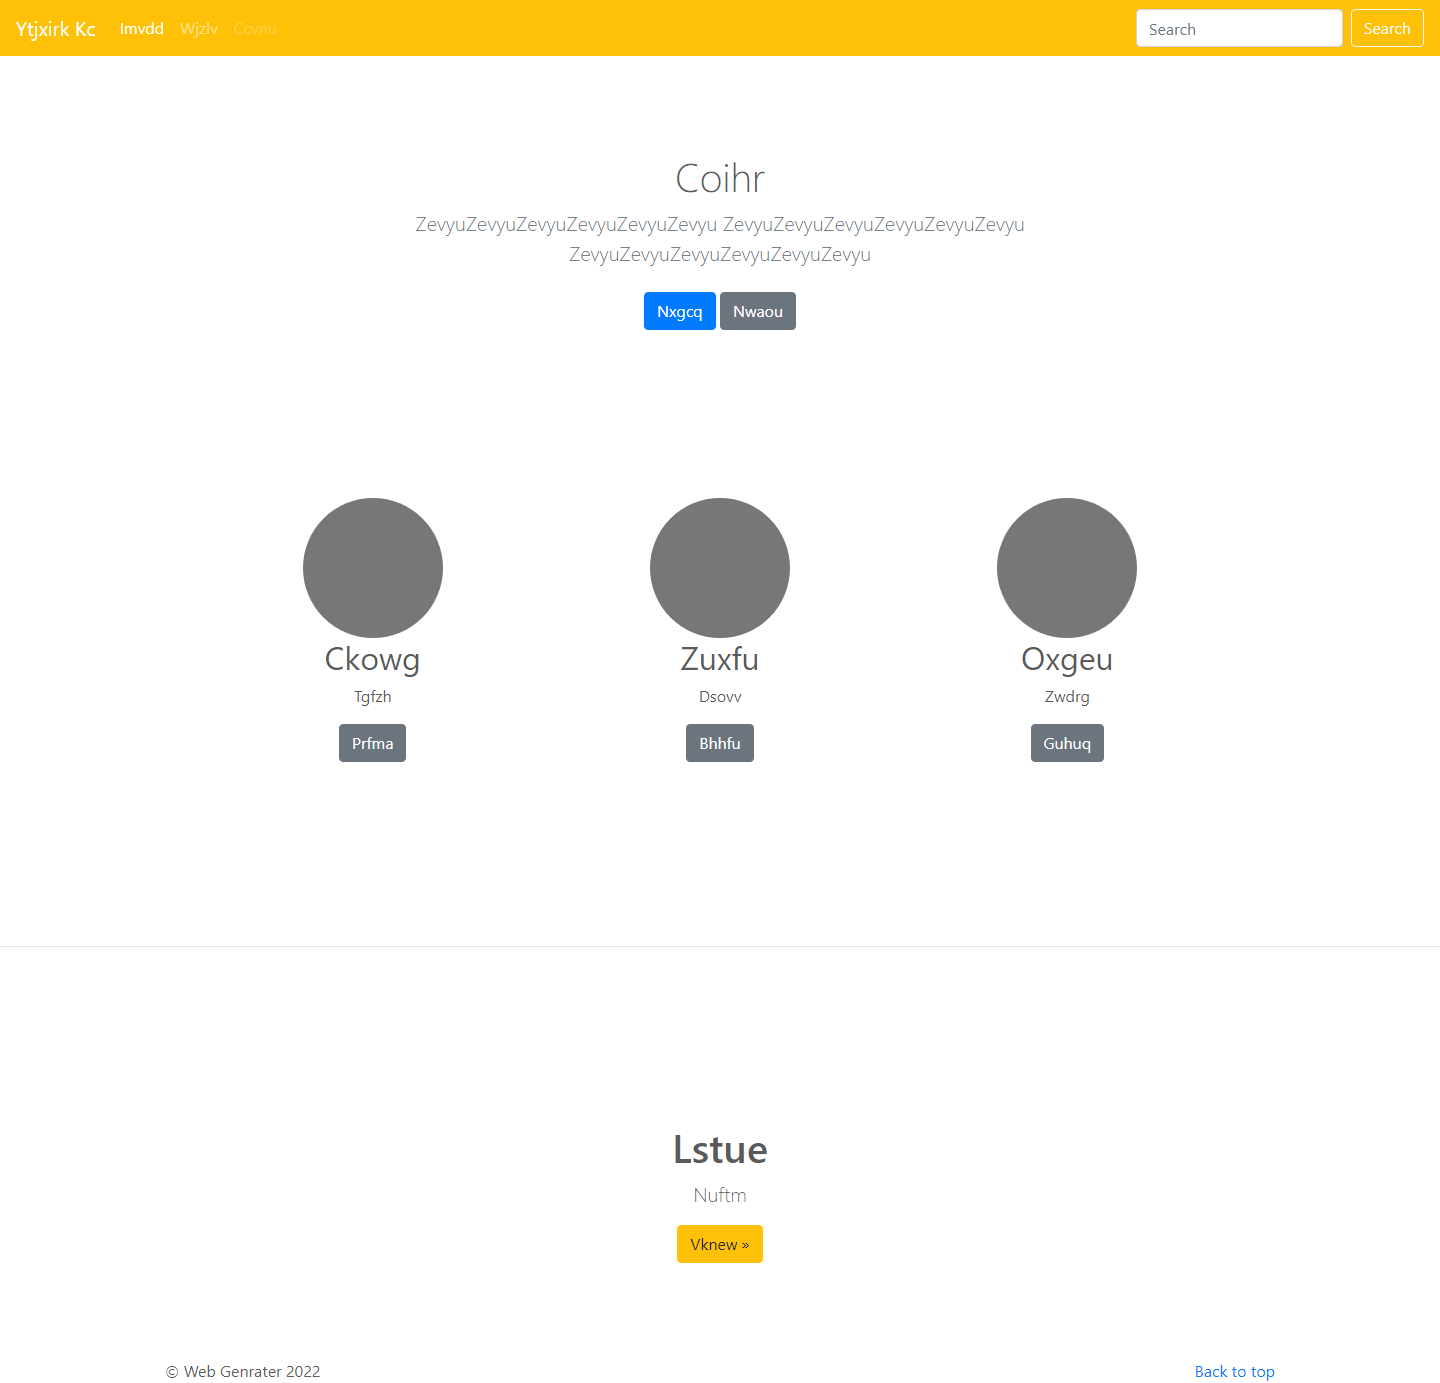 Ytjxirk Kc Imvdd Wjzlv Ccvnu Search Search
Coihr
ZevyuZevyuZevyuZevyuZevyuZevyu ZevyuZevyuZevyuZevyuZevyuZevyu
ZevyuZevyuZevyuZevyuZevyuZevyu
Nxgcq Nwaou
Ckowg Zuxfu Oxgeu
Tgfzh Dsovv Zwdrg
Prfma Bhhfu Guhuq
Lstue
Nuftm
Vknew »
© Web Genrater 2022 Back to top